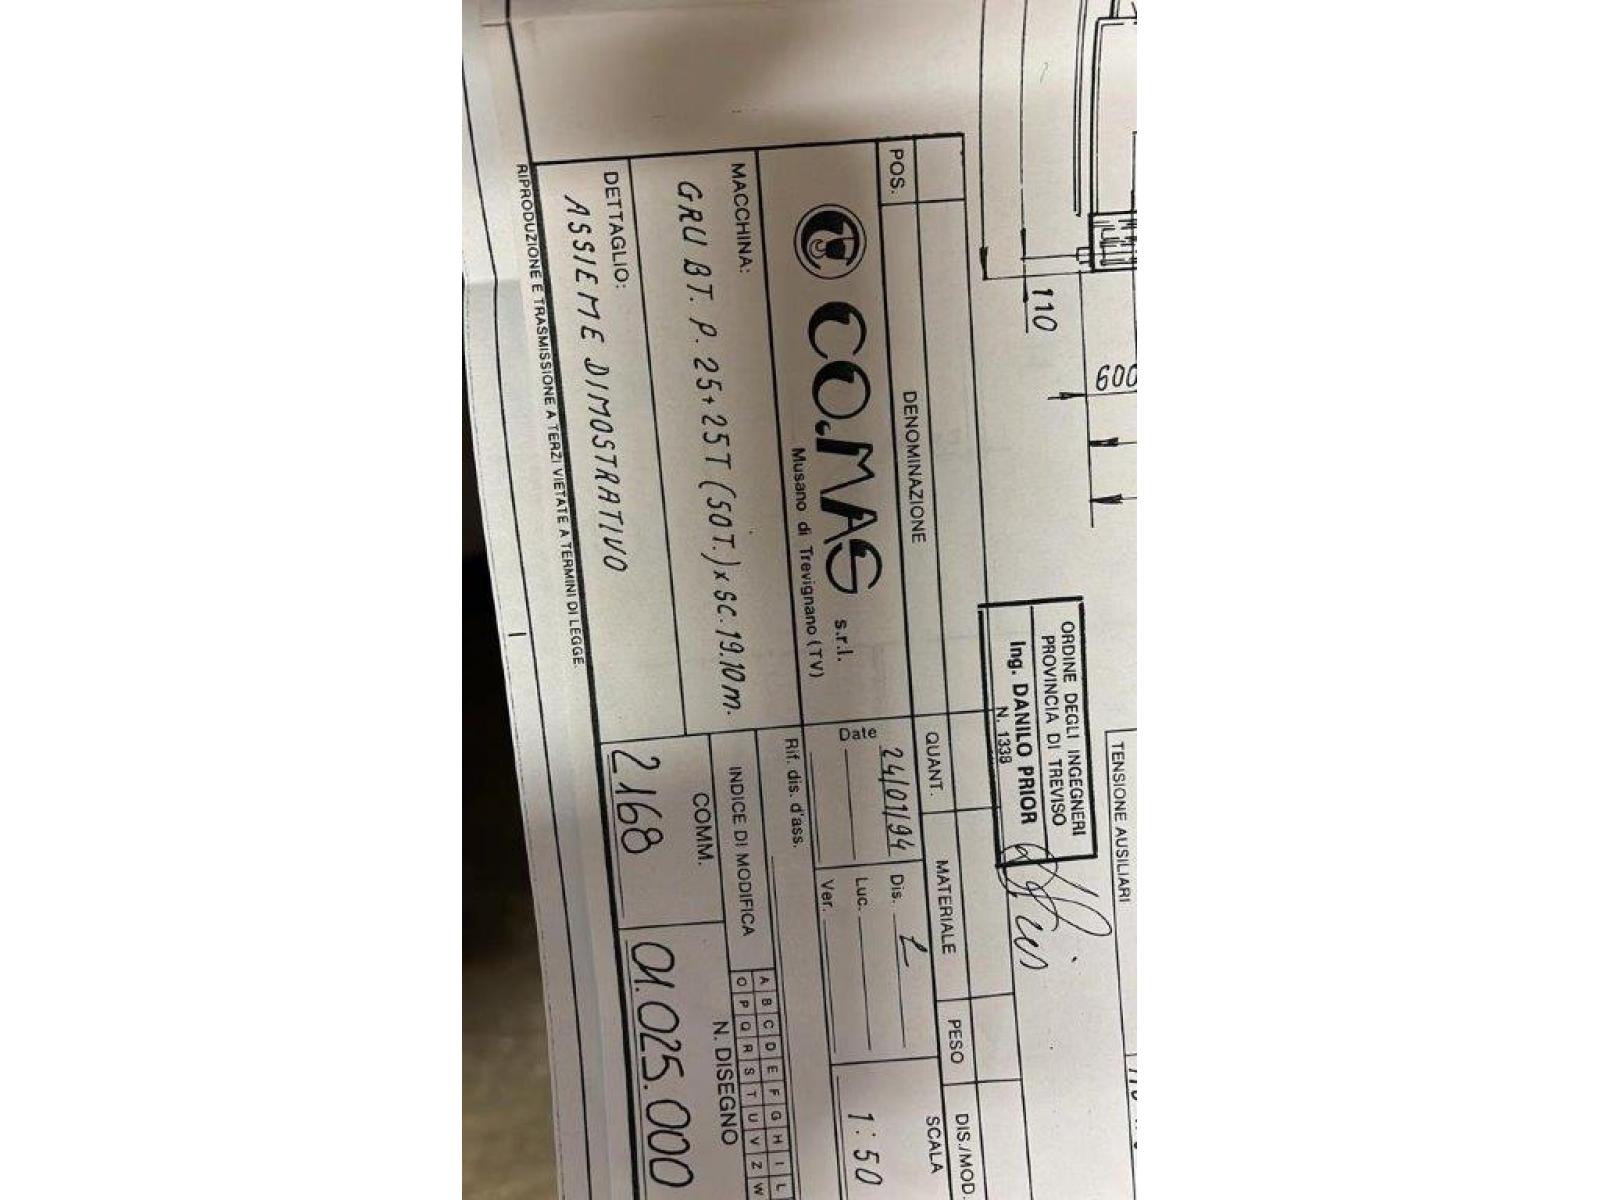 110
600
TENSIONE AUSILIARI
ORDINE DEGLI INGEGNERI
PROVINCIA DI TREVISO
Ing. DANILO PRIOR
N. 1338
POS.
DENOMINAZIONE
QUANT.
MATERIALE
PESO
DIS./MOD.
CO.MAS s.r.l.
Musano di Trevignano (TV)
Date
24/01/94
Dis.
Luc.
Ver.
SCALA
1:50
MACCHINA:
GRU BT. P. 25+25T (50T.) x SC. 19.10m.
Rif. dis. d'ass.
INDICE DI MODIFICA
A B C D E F G H I L
O P Q R S T U V Z W
DETTAGLIO:
ASSIEME DIMOSTRATIVO
COMM.
2168
N. DISEGNO
01.025.000
RIPRODUZIONE E TRASMISSIONE A TERZI VIETATE A TERMINI DI LEGGE.